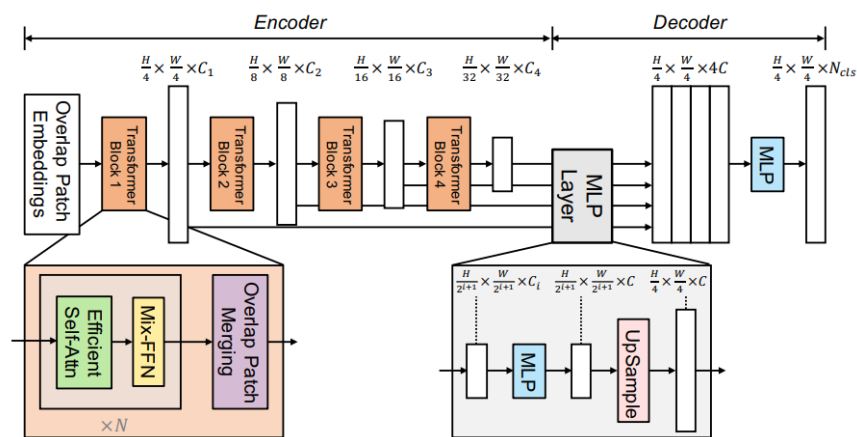 Encoder
Decoder
H/4 × W/4 × C₁
H/8 × W/8 × C₂
H/16 × W/16 × C₃
H/32 × W/32 × C₄
H/4 × W/4 × 4C
H/4 × W/4 × N_cls
Overlap Patch
Embeddings
Transformer
Block 1
Transformer
Block 2
Transformer
Block 3
Transformer
Block 4
MLP
Layer
MLP
Efficient
Self-Attn
Mix-FFN
Overlap Patch
Merging
×N
H/2^(i+1) × W/2^(i+1) × C_i
H/2^(i+1) × W/2^(i+1) × C
H/4 × W/4 × C
MLP
UpSample